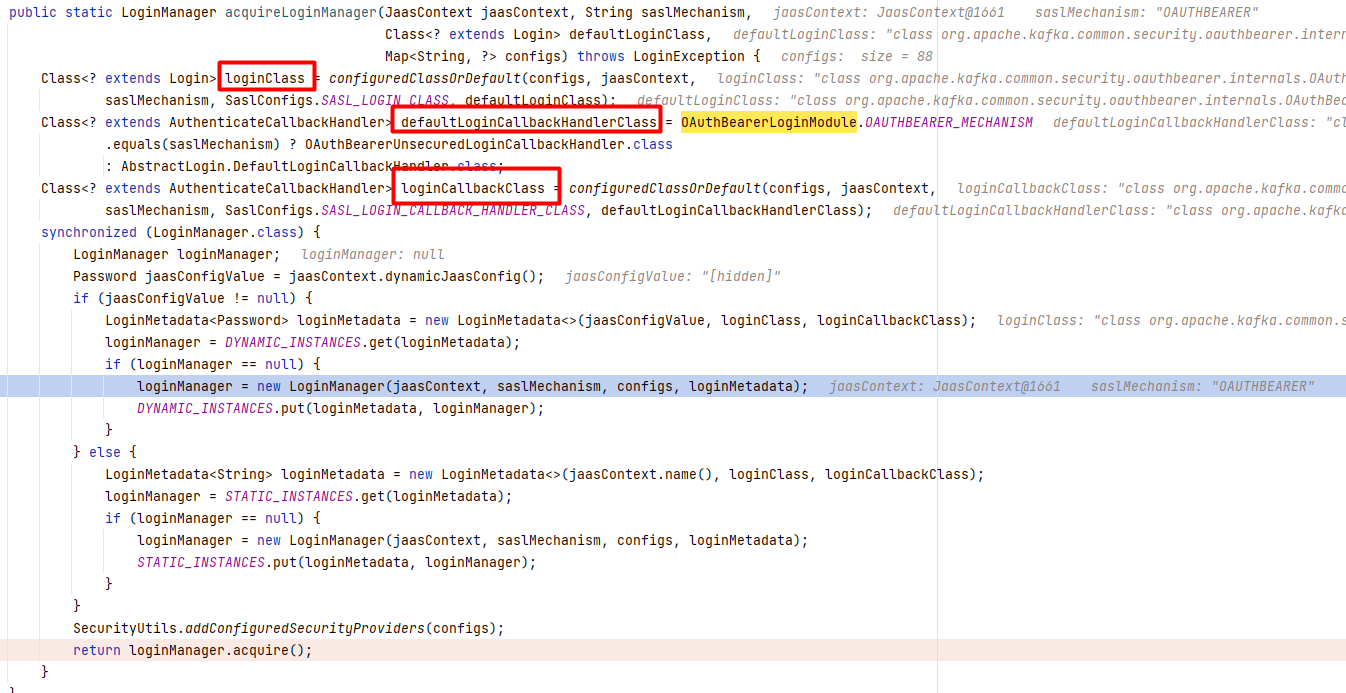 public static LoginManager acquireLoginManager(JaasContext jaasContext, String saslMechanism,  jaasContext: JaasContext@1661  saslMechanism: "OAUTHBEARER"
Class<? extends Login> defaultLoginClass,  defaultLoginClass: "class org.apache.kafka.common.security.oauthbearer.intern
Map<String, ?> configs) throws LoginException {  configs: size = 88
Class<? extends Login> loginClass = configuredClassOrDefault(configs, jaasContext,  loginClass: "class org.apache.kafka.common.security.oauthbearer.internals.OAuth
saslMechanism, SaslConfigs.SASL_LOGIN_CLASS, defaultLoginClass);  defaultLoginClass: "class org.apache.kafka.common.security.oauthbearer.internals.OAuthBea
Class<? extends AuthenticateCallbackHandler> defaultLoginCallbackHandlerClass = OAuthBearerLoginModule.OAUTHBEARER_MECHANISM  defaultLoginCallbackHandlerClass: "cl
.equals(saslMechanism) ? OAuthBearerUnsecuredLoginCallbackHandler.class
: AbstractLogin.DefaultLoginCallbackHandler.class;
Class<? extends AuthenticateCallbackHandler> loginCallbackClass = configuredClassOrDefault(configs, jaasContext,  loginCallbackClass: "class org.apache.kafka.commo
saslMechanism, SaslConfigs.SASL_LOGIN_CALLBACK_HANDLER_CLASS, defaultLoginCallbackHandlerClass);  defaultLoginCallbackHandlerClass: "class org.apache.kafka
synchronized (LoginManager.class) {
LoginManager loginManager;  loginManager: null
Password jaasConfigValue = jaasContext.dynamicJaasConfig();  jaasConfigValue: "[hidden]"
if (jaasConfigValue != null) {
LoginMetadata<Password> loginMetadata = new LoginMetadata<>(jaasConfigValue, loginClass, loginCallbackClass);  loginClass: "class org.apache.kafka.common.s
loginManager = DYNAMIC_INSTANCES.get(loginMetadata);
if (loginManager == null) {
loginManager = new LoginManager(jaasContext, saslMechanism, configs, loginMetadata);  jaasContext: JaasContext@1661  saslMechanism: "OAUTHBEARER"
DYNAMIC_INSTANCES.put(loginMetadata, loginManager);
}
} else {
LoginMetadata<String> loginMetadata = new LoginMetadata<>(jaasContext.name(), loginClass, loginCallbackClass);
loginManager = STATIC_INSTANCES.get(loginMetadata);
if (loginManager == null) {
loginManager = new LoginManager(jaasContext, saslMechanism, configs, loginMetadata);
STATIC_INSTANCES.put(loginMetadata, loginManager);
}
}
SecurityUtils.addConfiguredSecurityProviders(configs);
return loginManager.acquire();
}
}